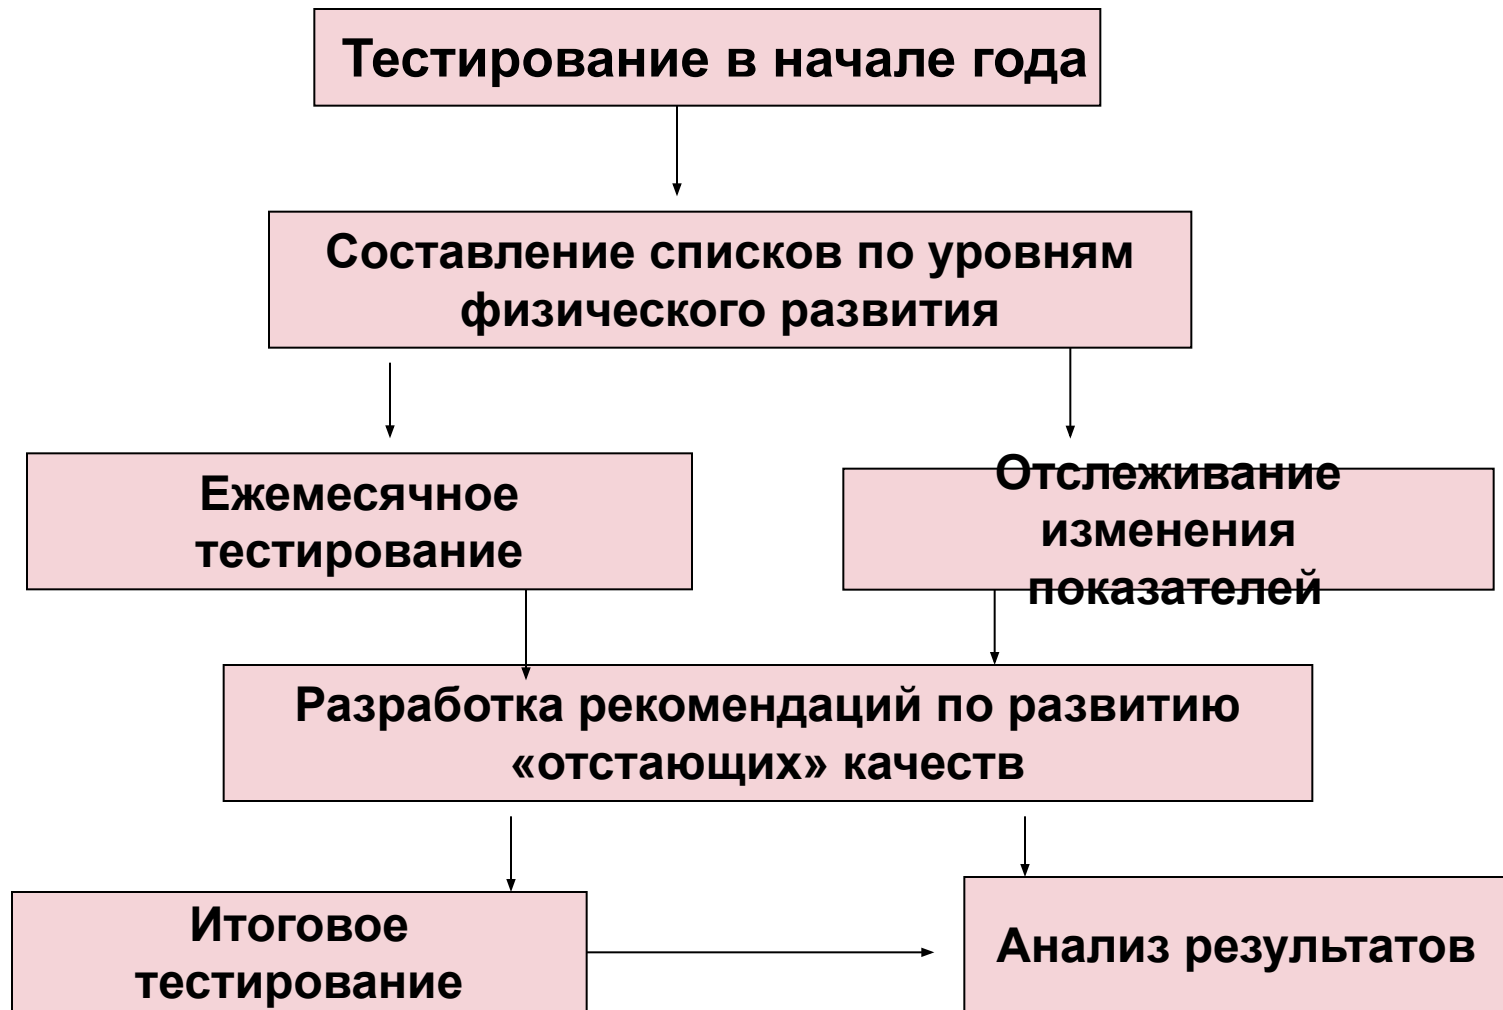 Тестирование в начале года
Составление списков по уровням
физического развития
Ежемесячное
тестирование
Отслеживание
изменения
показателей
Разработка рекомендаций по развитию
«отстающих» качеств
Итоговое
тестирование
Анализ результатов